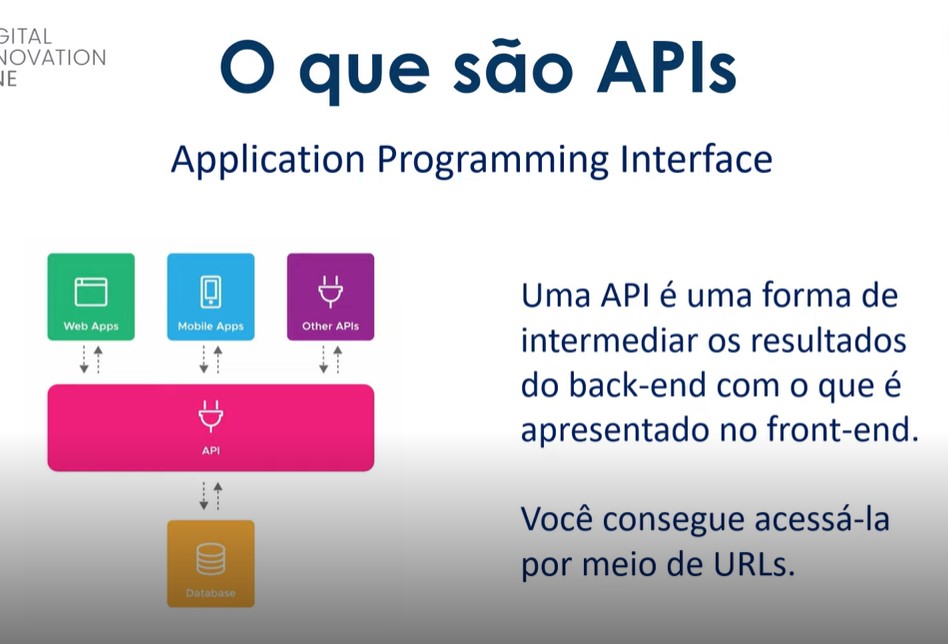 GITAL
NOVATION
NE
O que são APIs
Application Programming Interface
Web Apps
Mobile Apps
Other APIs
API
Database
Uma API é uma forma de
intermediar os resultados
do back-end com o que é
apresentado no front-end.
Você consegue acessá-la
por meio de URLs.